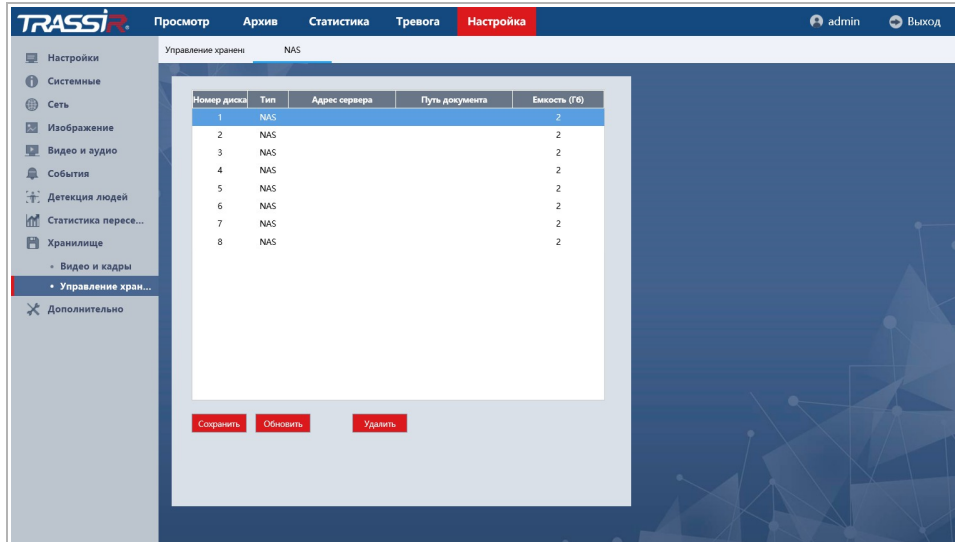 TRASSIR
Просмотр Архив Статистика Тревога Настройка admin Выход
Управление хранен NAS
Настройки
Системные
Сеть
Изображение
Видео и аудио
События
Детекция людей
Статистика пересе...
Хранилище
Видео и кадры
Управление хран...
Дополнительно
Номер диска Тип Адрес сервера Путь документа Емкость (Гб)
1 NAS 2
2 NAS 2
3 NAS 2
4 NAS 2
5 NAS 2
6 NAS 2
7 NAS 2
8 NAS 2
Сохранить Обновить Удалить